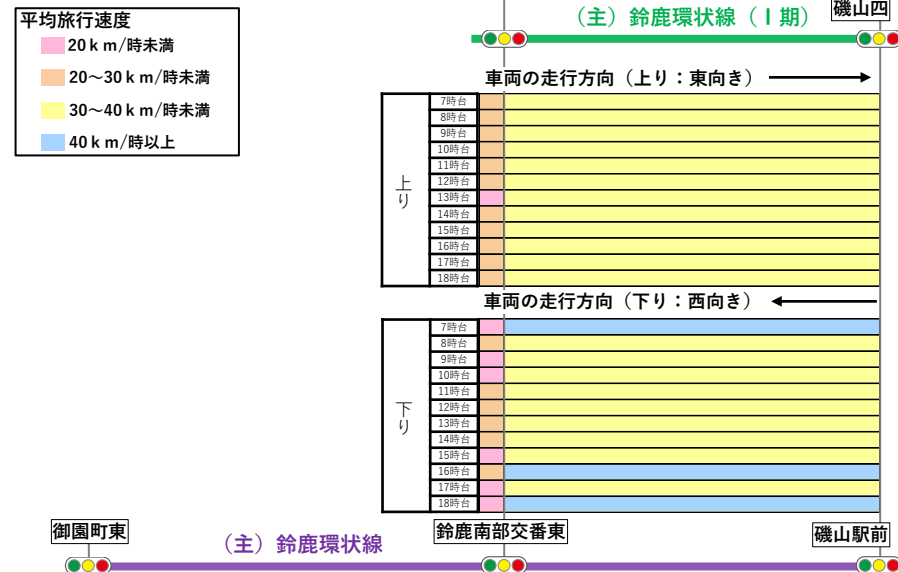 平均旅行速度
20ｋｍ/時未満
20～30ｋｍ/時未満
30～40ｋｍ/時未満
40ｋｍ/時以上
（主）鈴鹿環状線（Ⅰ期）
磯山四
車両の走行方向（上り：東向き）
上り
7時台
8時台
9時台
10時台
11時台
12時台
13時台
14時台
15時台
16時台
17時台
18時台
車両の走行方向（下り：西向き）
下り
7時台
8時台
9時台
10時台
11時台
12時台
13時台
14時台
15時台
16時台
17時台
18時台
御園町東
（主）鈴鹿環状線
鈴鹿南部交番東
磯山駅前